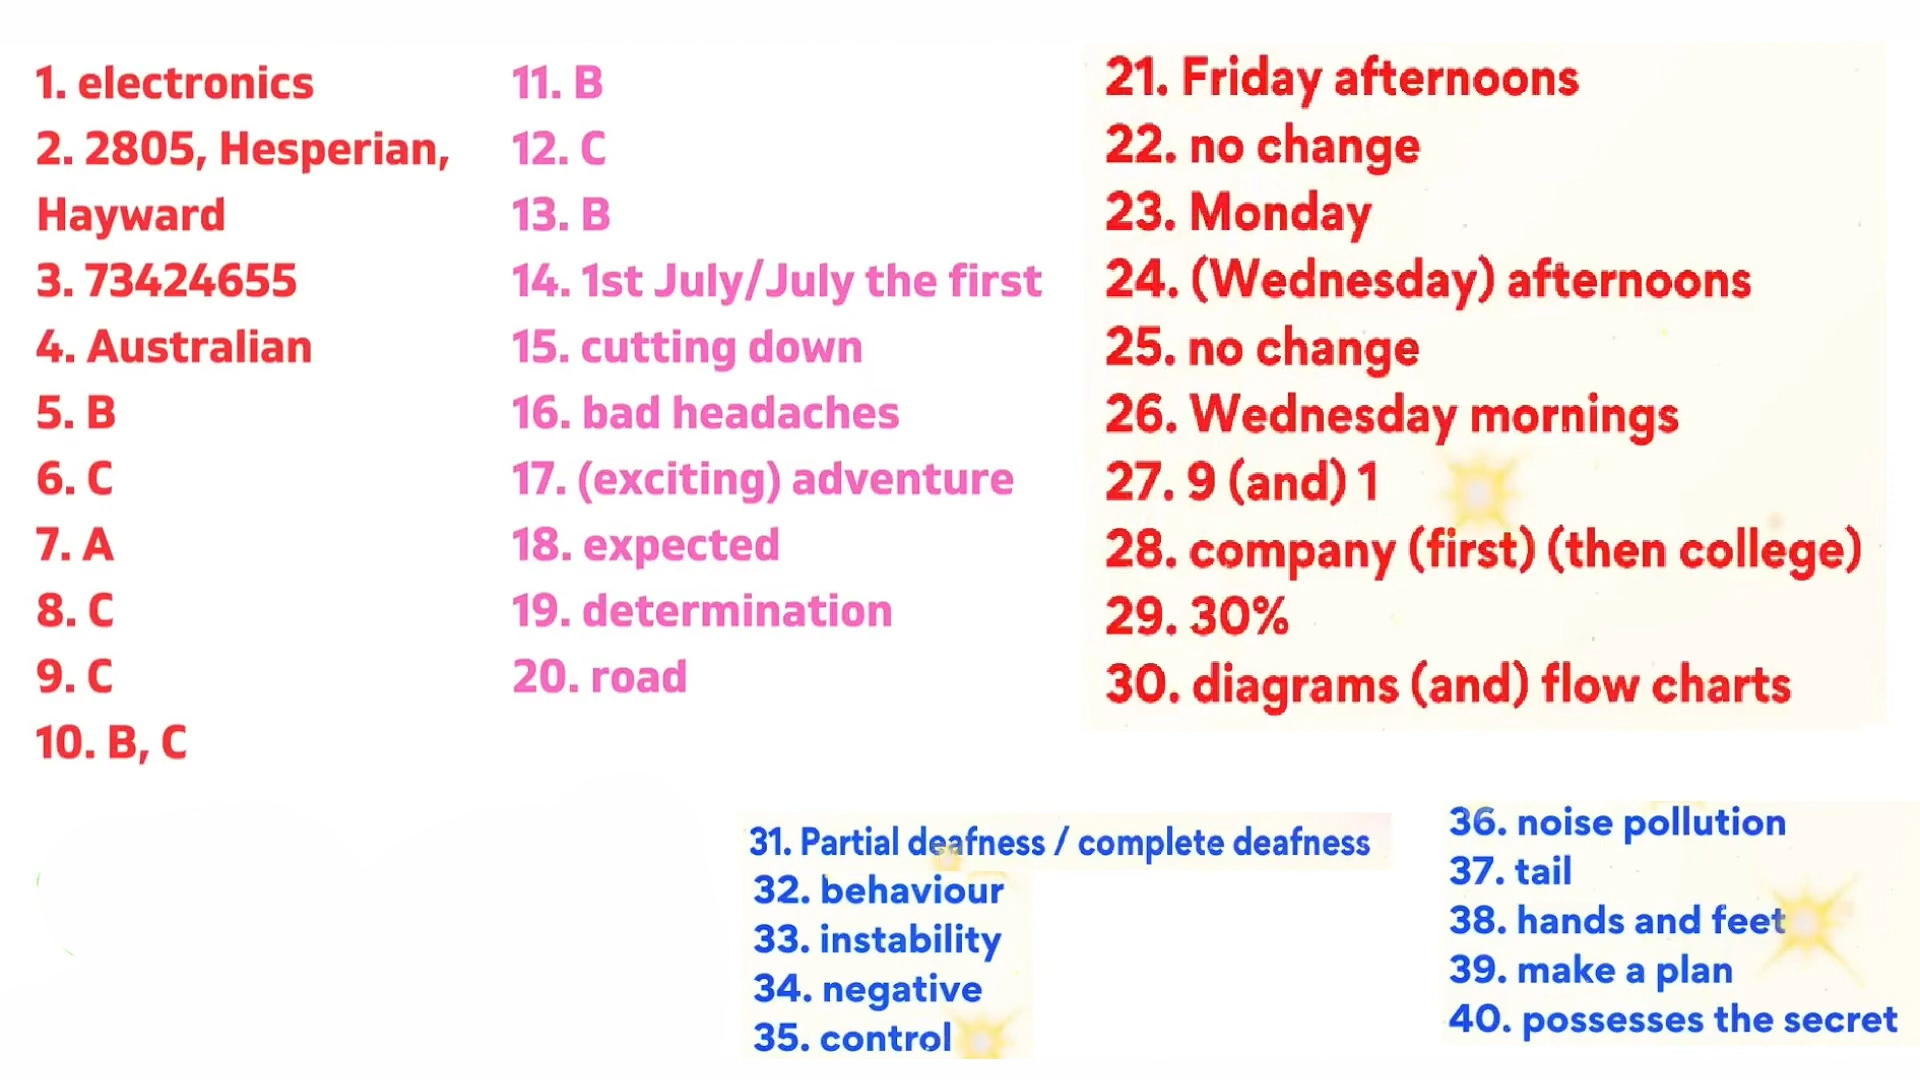 1. electronics
2. 2805, Hesperian,
Hayward
3. 73424655
4. Australian
5. B
6. C
7. A
8. C
9. C
10. B, C
11. B
12. C
13. B
14. 1st July/July the first
15. cutting down
16. bad headaches
17. (exciting) adventure
18. expected
19. determination
20. road
21. Friday afternoons
22. no change
23. Monday
24. (Wednesday) afternoons
25. no change
26. Wednesday mornings
27. 9 (and) 1
28. company (first) (then college)
29. 30%
30. diagrams (and) flow charts
31. Partial deafness / complete deafness
32. behaviour
33. instability
34. negative
35. control
36. noise pollution
37. tail
38. hands and feet
39. make a plan
40. possesses the secret